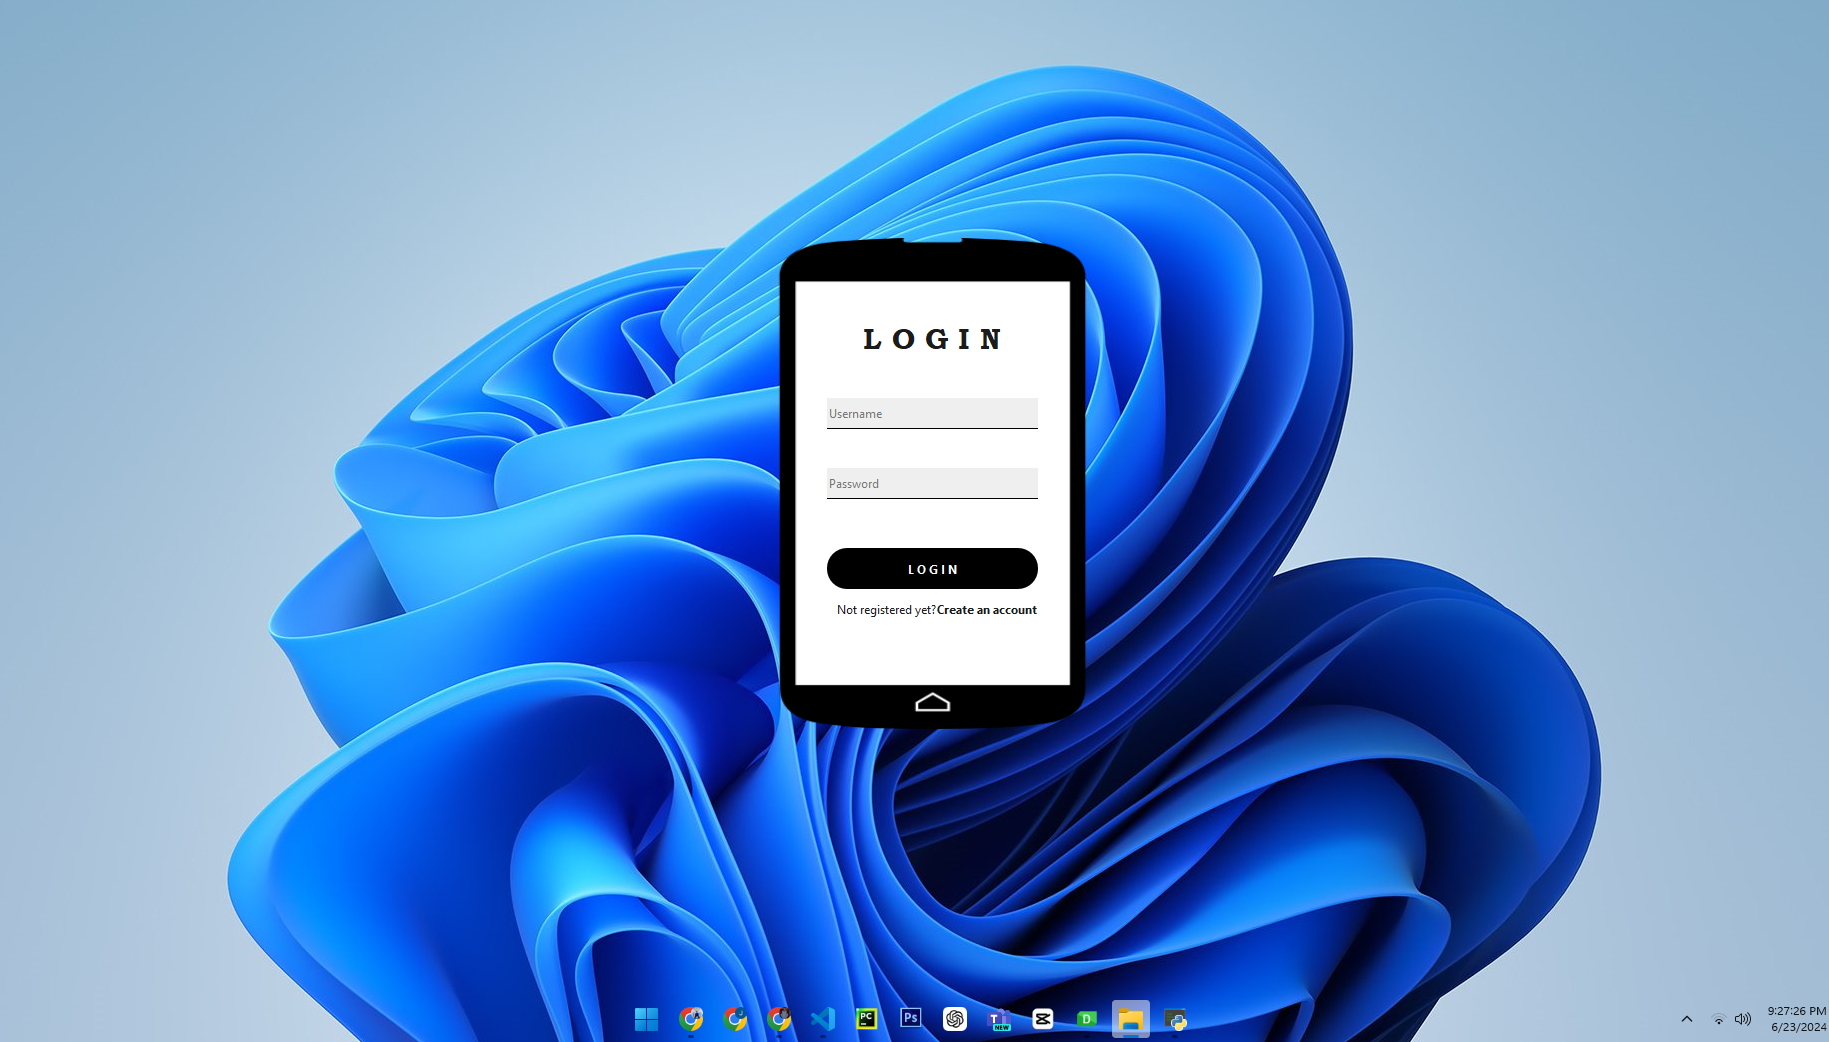 LOGIN
Username
Password
LOGIN
Not registered yet?Create an account
PC
Ps
T
NEW
D
9:27:26 PM
6/23/2024